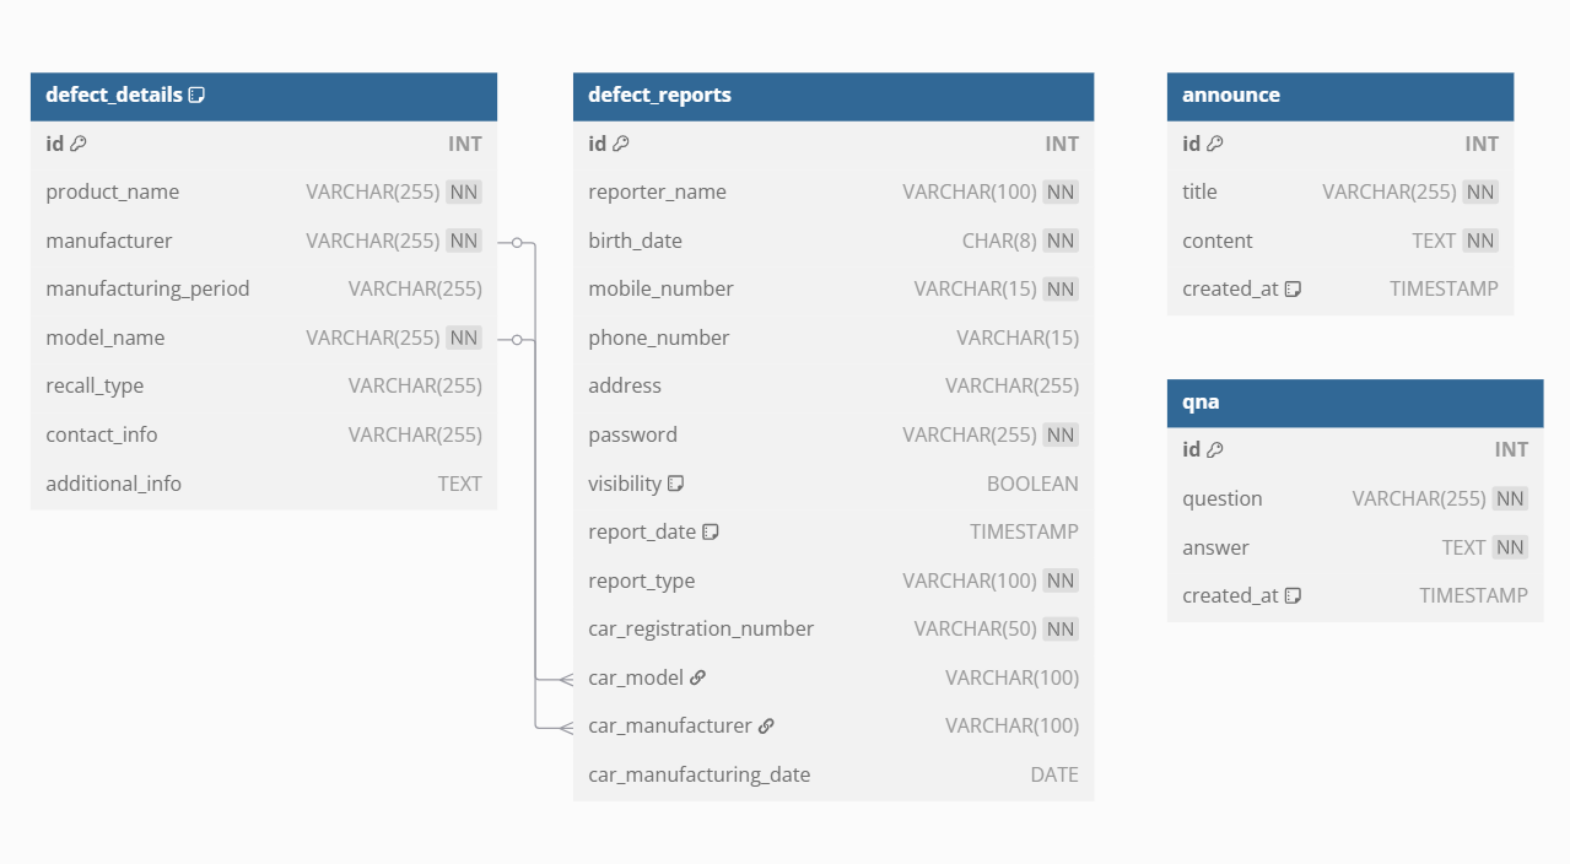 defect_details
id INT
product_name VARCHAR(255) NN
manufacturer VARCHAR(255) NN
manufacturing_period VARCHAR(255)
model_name VARCHAR(255) NN
recall_type VARCHAR(255)
contact_info VARCHAR(255)
additional_info TEXT
defect_reports
id INT
reporter_name VARCHAR(100) NN
birth_date CHAR(8) NN
mobile_number VARCHAR(15) NN
phone_number VARCHAR(15)
address VARCHAR(255)
password VARCHAR(255) NN
visibility BOOLEAN
report_date TIMESTAMP
report_type VARCHAR(100) NN
car_registration_number VARCHAR(50) NN
car_model VARCHAR(100)
car_manufacturer VARCHAR(100)
car_manufacturing_date DATE
announce
id INT
title VARCHAR(255) NN
content TEXT NN
created_at TIMESTAMP
qna
id INT
question VARCHAR(255) NN
answer TEXT NN
created_at TIMESTAMP